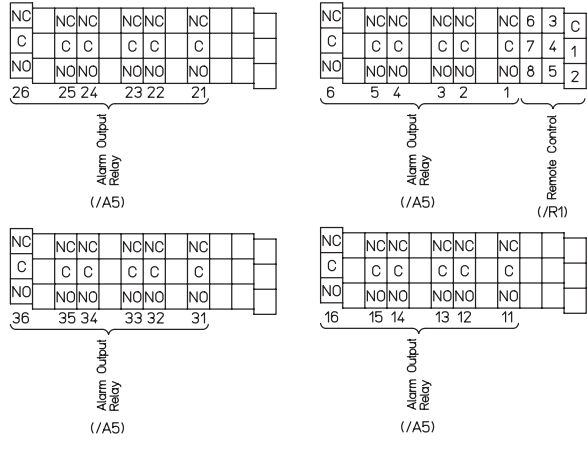 NC NC NC NC NC NC
C C C C C C
NO NO NO NO NO NO
26 25 24 23 22 21
Alarm Output
Relay
(/A5)
NC NC NC NC NC NC 6 3 C
C C C C C C 7 4 1
NO NO NO NO NO NO 8 5 2
6 5 4 3 2 1
Alarm Output
Relay
(/A5)
Remote Control
(/R1)
NC NC NC NC NC NC
C C C C C C
NO NO NO NO NO NO
36 35 34 33 32 31
Alarm Output
Relay
(/A5)
NC NC NC NC NC NC
C C C C C C
NO NO NO NO NO NO
16 15 14 13 12 11
Alarm Output
Relay
(/A5)